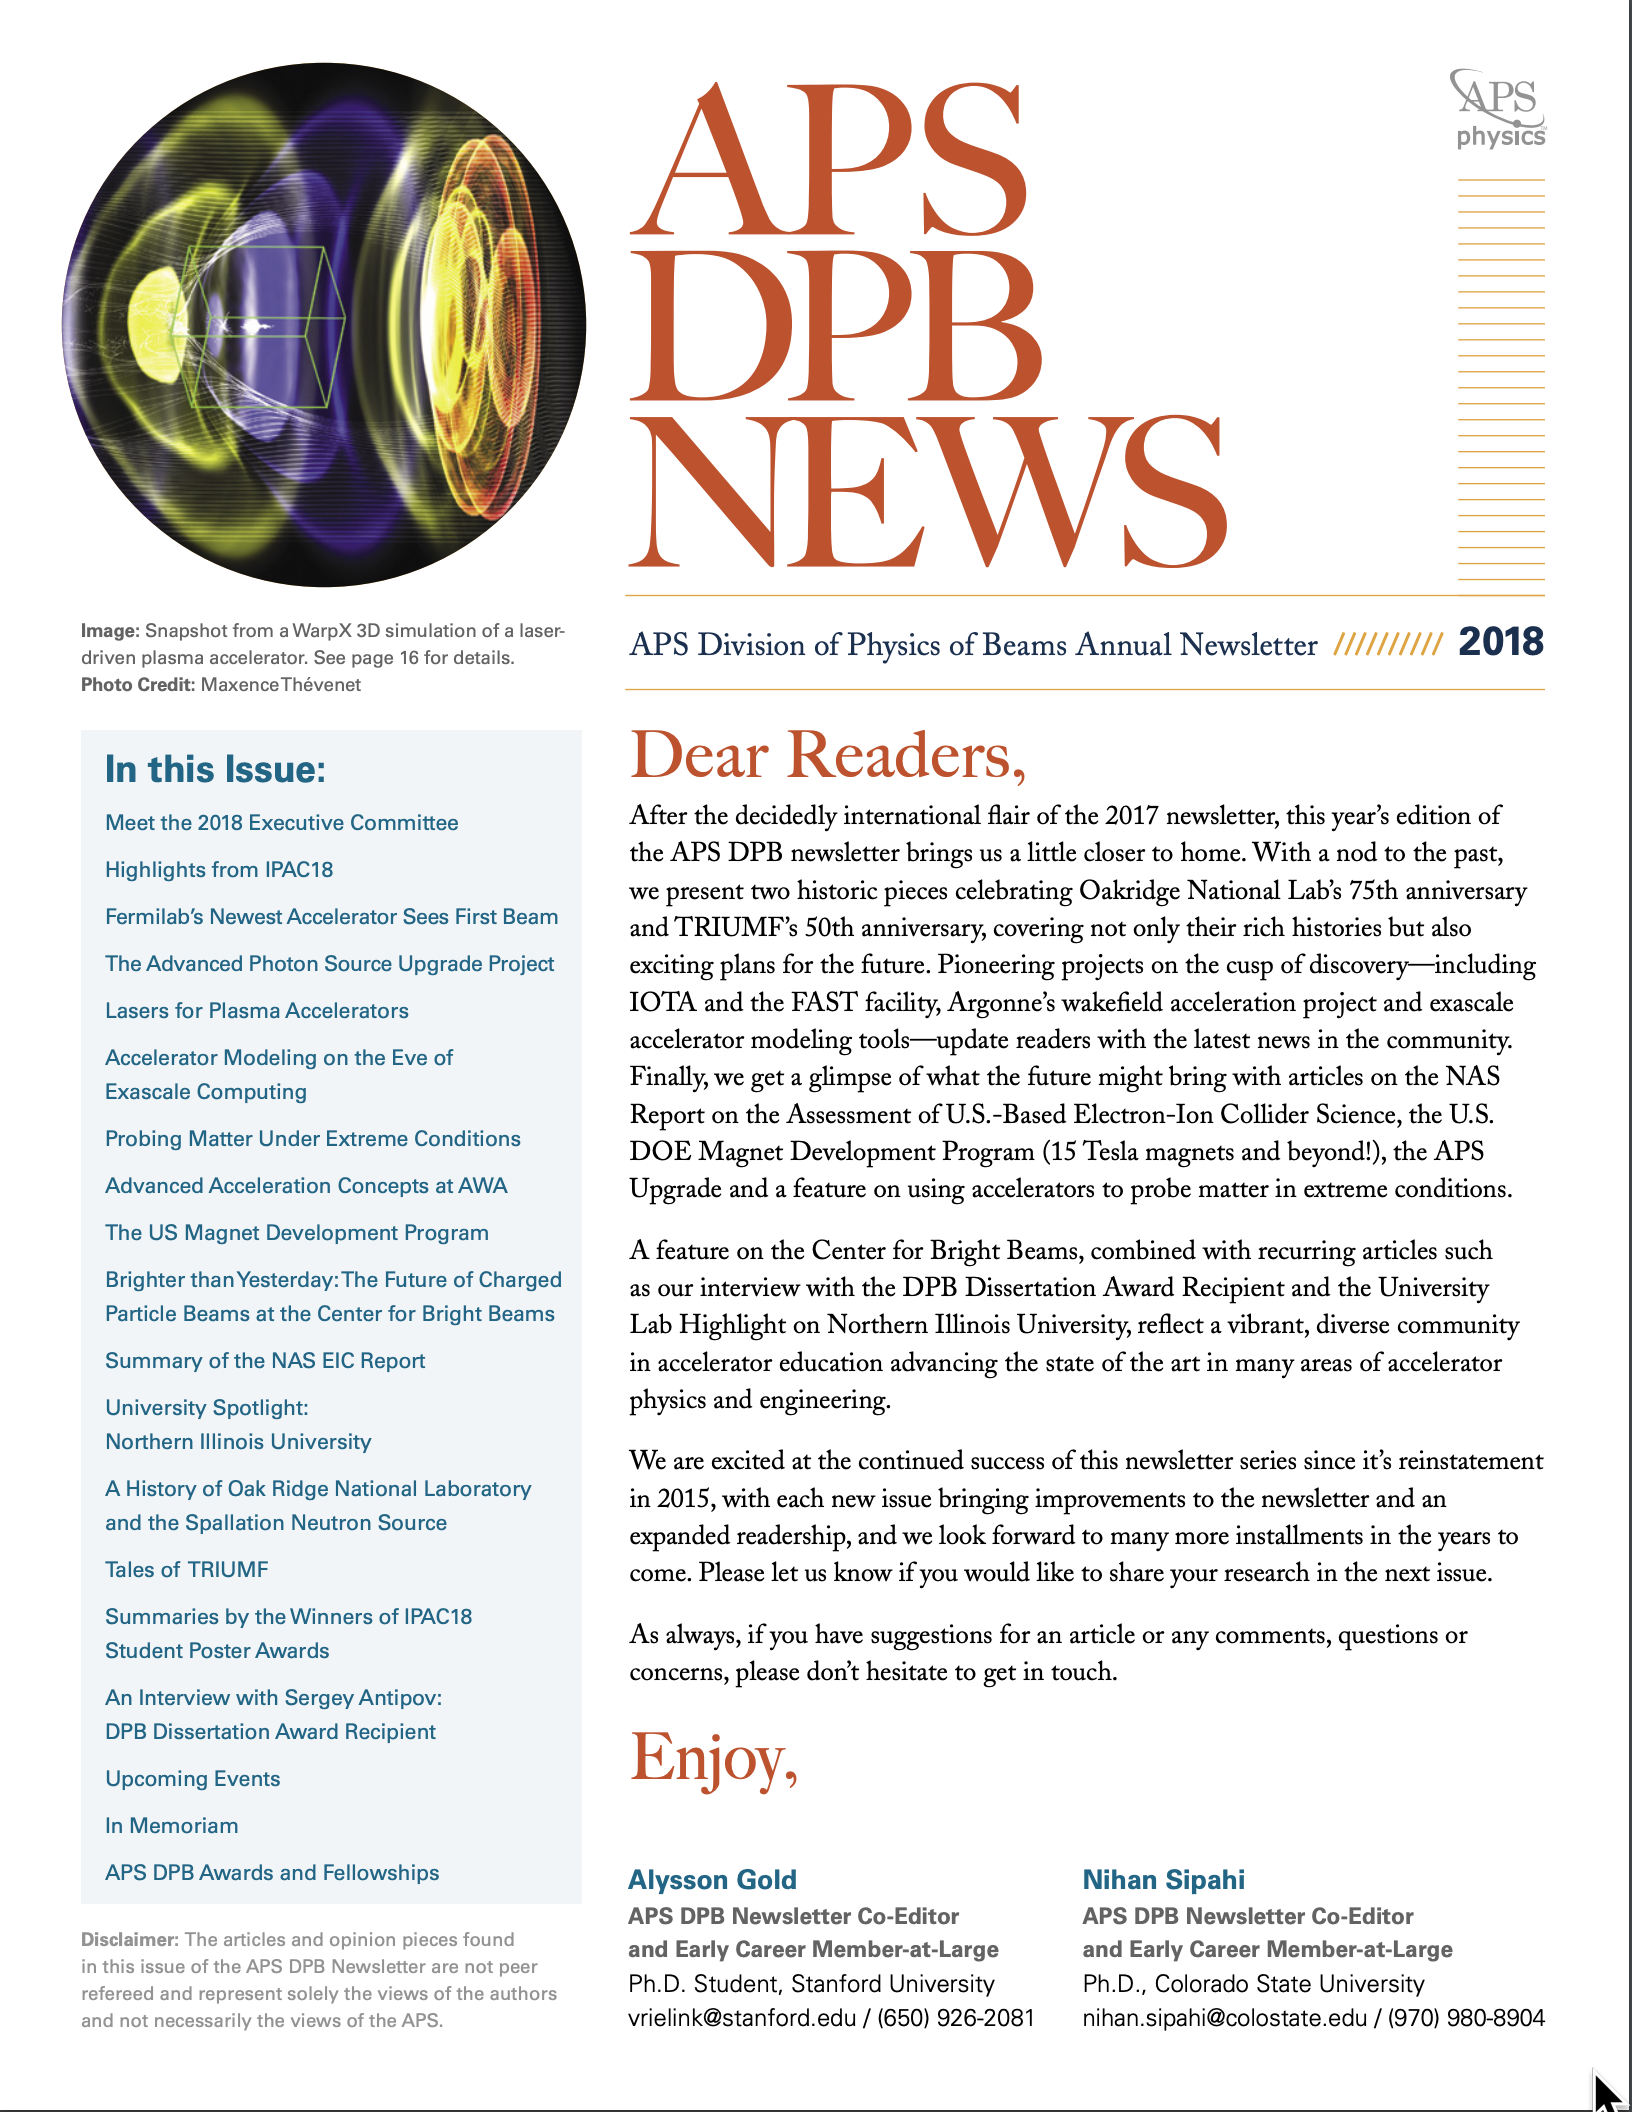 APS
DPB
NEWS
APS
physics
Image: Snapshot from a WarpX 3D simulation of a laser-
driven plasma accelerator. See page 16 for details.
Photo Credit: Maxence Thévenet
APS Division of Physics of Beams Annual Newsletter ////////// 2018
In this Issue:
Meet the 2018 Executive Committee
Highlights from IPAC18
Fermilab’s Newest Accelerator Sees First Beam
The Advanced Photon Source Upgrade Project
Lasers for Plasma Accelerators
Accelerator Modeling on the Eve of
Exascale Computing
Probing Matter Under Extreme Conditions
Advanced Acceleration Concepts at AWA
The US Magnet Development Program
Brighter than Yesterday: The Future of Charged
Particle Beams at the Center for Bright Beams
Summary of the NAS EIC Report
University Spotlight:
Northern Illinois University
A History of Oak Ridge National Laboratory
and the Spallation Neutron Source
Tales of TRIUMF
Summaries by the Winners of IPAC18
Student Poster Awards
An Interview with Sergey Antipov:
DPB Dissertation Award Recipient
Upcoming Events
In Memoriam
APS DPB Awards and Fellowships
Disclaimer: The articles and opinion pieces found
in this issue of the APS DPB Newsletter are not peer
refereed and represent solely the views of the authors
and not necessarily the views of the APS.
Dear Readers,
After the decidedly international flair of the 2017 newsletter, this year’s edition of
the APS DPB newsletter brings us a little closer to home. With a nod to the past,
we present two historic pieces celebrating Oakridge National Lab’s 75th anniversary
and TRIUMF’s 50th anniversary, covering not only their rich histories but also
exciting plans for the future. Pioneering projects on the cusp of discovery—including
IOTA and the FAST facility, Argonne’s wakefield acceleration project and exascale
accelerator modeling tools—update readers with the latest news in the community.
Finally, we get a glimpse of what the future might bring with articles on the NAS
Report on the Assessment of U.S.-Based Electron-Ion Collider Science, the U.S.
DOE Magnet Development Program (15 Tesla magnets and beyond!), the APS
Upgrade and a feature on using accelerators to probe matter in extreme conditions.
A feature on the Center for Bright Beams, combined with recurring articles such
as our interview with the DPB Dissertation Award Recipient and the University
Lab Highlight on Northern Illinois University, reflect a vibrant, diverse community
in accelerator education advancing the state of the art in many areas of accelerator
physics and engineering.
We are excited at the continued success of this newsletter series since it’s reinstatement
in 2015, with each new issue bringing improvements to the newsletter and an
expanded readership, and we look forward to many more installments in the years to
come. Please let us know if you would like to share your research in the next issue.
As always, if you have suggestions for an article or any comments, questions or
concerns, please don’t hesitate to get in touch.
Enjoy,
Alysson Gold
APS DPB Newsletter Co-Editor
and Early Career Member-at-Large
Ph.D. Student, Stanford University
vrielink@stanford.edu / (650) 926-2081
Nihan Sipahi
APS DPB Newsletter Co-Editor
and Early Career Member-at-Large
Ph.D., Colorado State University
nihan.sipahi@colostate.edu / (970) 980-8904